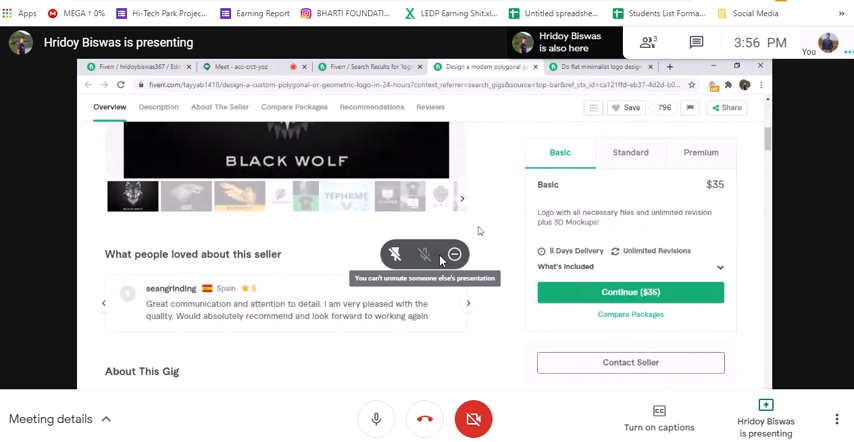 Apps
MEGA ↑ 0%
Hi-Tech Park Projec...
Earning Report
BHARTI FOUNDATI...
LEDP Earning Shit.xl...
Untitled spreadshe...
Students List Forma...
Social Media
»
Hridoy Biswas is presenting
Hridoy Biswas
is also here
3
3:56 PM
You
Fiverr / hridoybiswas367 / Edi
Meet - acc-crct-yoz
Fiverr / Search Results for 'lo
Design a modern polygonal
Do flat minimalist logo design
fiverr.com/tayyab1418/design-a-custom-polygonal-or-geometric-logo-in-24-hours?context_referrer=search_gigs&source=top-bar&ref_ctx_id=ca121ffd-eb37-4d2d-b5...
Overview
Description
About The Seller
Compare Packages
Recommendations
Reviews
Save
796
Share
BLACK WOLF
TEPHRME
Basic
Standard
Premium
Basic
$35
Logo with all necessary files and unlimited revision
plus 3D Mockups!
8 Days Delivery
Unlimited Revisions
What's Included
Continue ($35)
Compare Packages
Contact Seller
What people loved about this seller
You can't unmute someone else's presentation
seangrinding
Spain
5
Great communication and attention to detail. I am very pleased with the
quality. Would absolutely recommend and look forward to working again.
About This Gig
Meeting details
CC
Turn on captions
Hridoy Biswas
is presenting